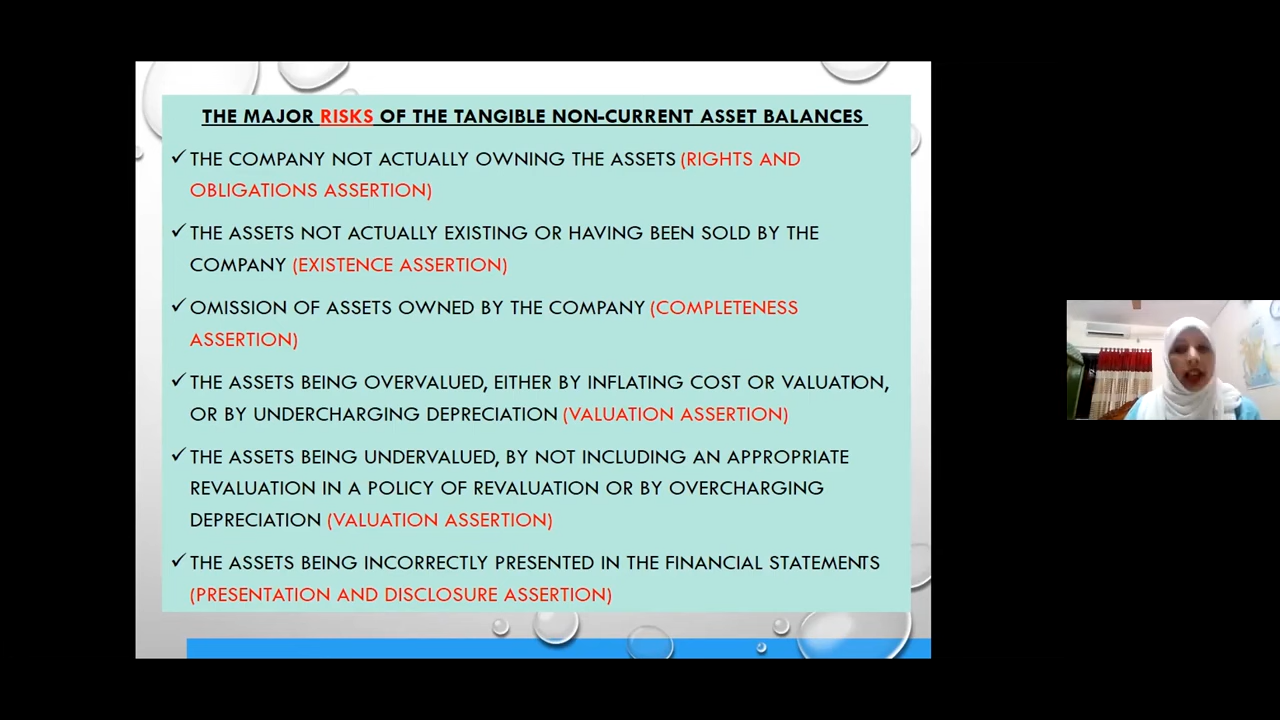 THE MAJOR RISKS OF THE TANGIBLE NON-CURRENT ASSET BALANCES
✓ THE COMPANY NOT ACTUALLY OWNING THE ASSETS (RIGHTS AND
OBLIGATIONS ASSERTION)
✓ THE ASSETS NOT ACTUALLY EXISTING OR HAVING BEEN SOLD BY THE
COMPANY (EXISTENCE ASSERTION)
✓ OMISSION OF ASSETS OWNED BY THE COMPANY (COMPLETENESS
ASSERTION)
✓ THE ASSETS BEING OVERVALUED, EITHER BY INFLATING COST OR VALUATION,
OR BY UNDERCHARGING DEPRECIATION (VALUATION ASSERTION)
✓ THE ASSETS BEING UNDERVALUED, BY NOT INCLUDING AN APPROPRIATE
REVALUATION IN A POLICY OF REVALUATION OR BY OVERCHARGING
DEPRECIATION (VALUATION ASSERTION)
✓ THE ASSETS BEING INCORRECTLY PRESENTED IN THE FINANCIAL STATEMENTS
(PRESENTATION AND DISCLOSURE ASSERTION)